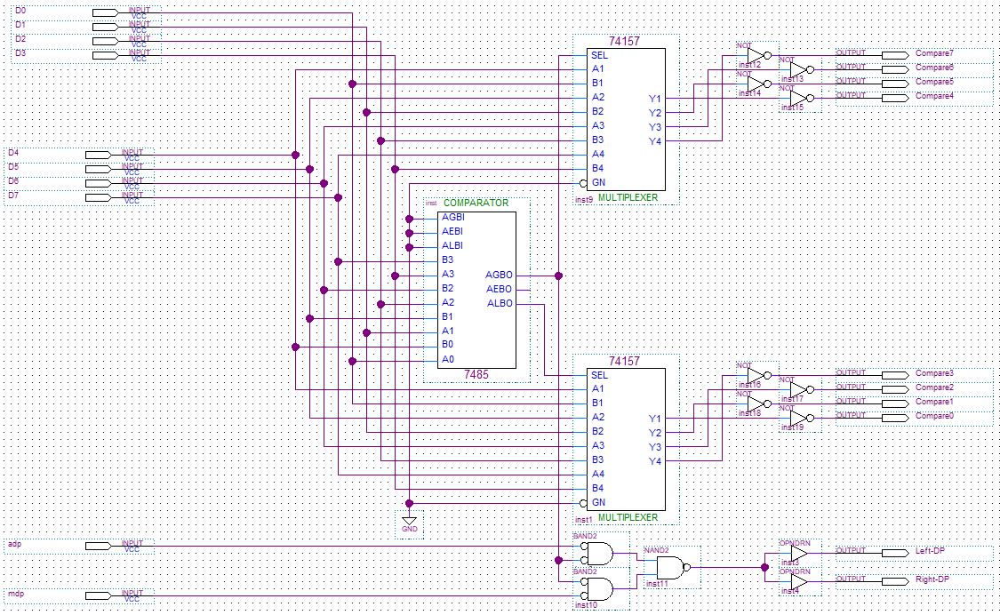 D0 INPUT VCC
D1 INPUT VCC
D2 INPUT VCC
D3 INPUT VCC
D4 INPUT VCC
D5 INPUT VCC
D6 INPUT VCC
D7 INPUT VCC
74157
SEL
A1
B1
A2
B2
A3
B3
A4
B4
GN
Y1
Y2
Y3
Y4
inst9 MULTIPLEXER
NOT
inst12
NOT
inst13
NOT
inst14
NOT
inst15
OUTPUT Compare7
OUTPUT Compare6
OUTPUT Compare5
OUTPUT Compare4
inst COMPARATOR
AGBI
AEBI
ALBI
B3
A3
B2
A2
B1
A1
B0
A0
AGBO
AEBO
ALBO
7485
74157
SEL
A1
B1
A2
B2
A3
B3
A4
B4
GN
Y1
Y2
Y3
Y4
inst1 MULTIPLEXER
NOT
inst16
NOT
inst17
NOT
inst18
NOT
inst19
OUTPUT Compare3
OUTPUT Compare2
OUTPUT Compare1
OUTPUT Compare0
GND
adp INPUT VCC
mdp INPUT VCC
BAND2
BAND2
inst10
NAND2
inst11
OPNDRN
inst3
OPNDRN
inst4
OUTPUT Left-DP
OUTPUT Right-DP